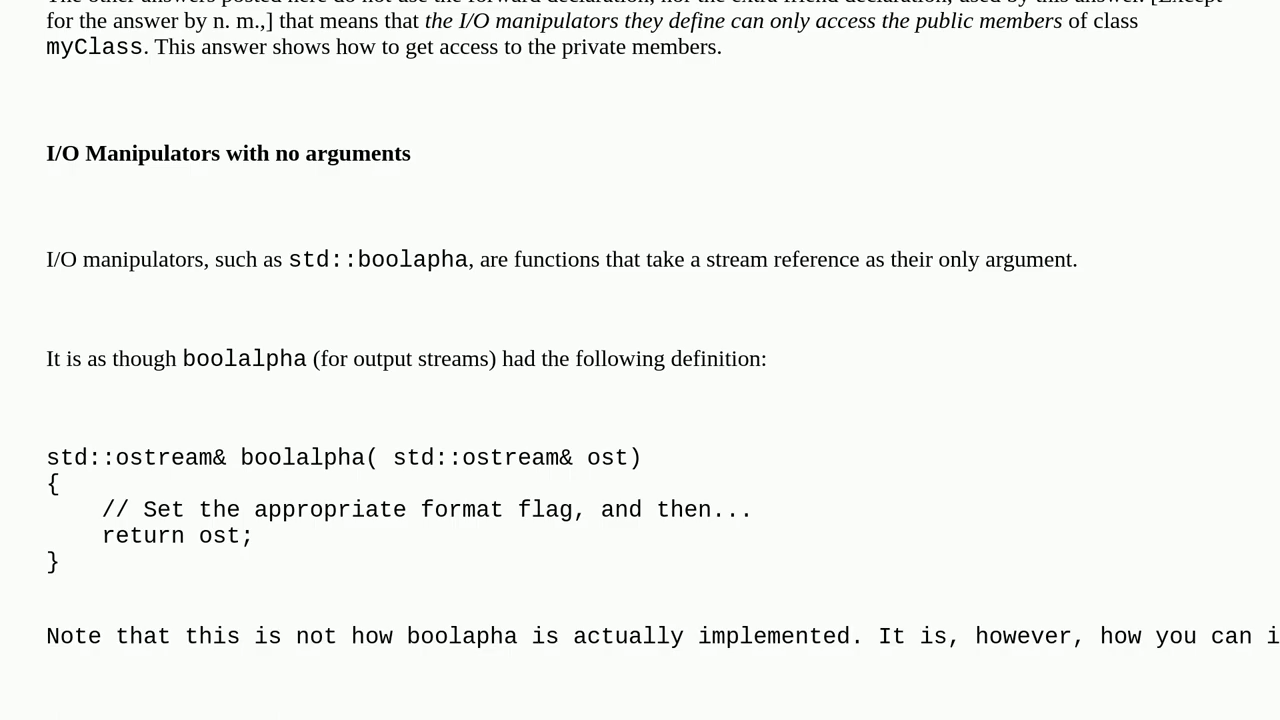 for the answer by n. m.,] that means that the I/O manipulators they define can only access the public members of class
myClass. This answer shows how to get access to the private members.
I/O Manipulators with no arguments
I/O manipulators, such as std::boolapha, are functions that take a stream reference as their only argument.
It is as though boolalpha (for output streams) had the following definition:
std::ostream& boolalpha( std::ostream& ost)
{
    // Set the appropriate format flag, and then...
    return ost;
}
Note that this is not how boolapha is actually implemented. It is, however, how you can